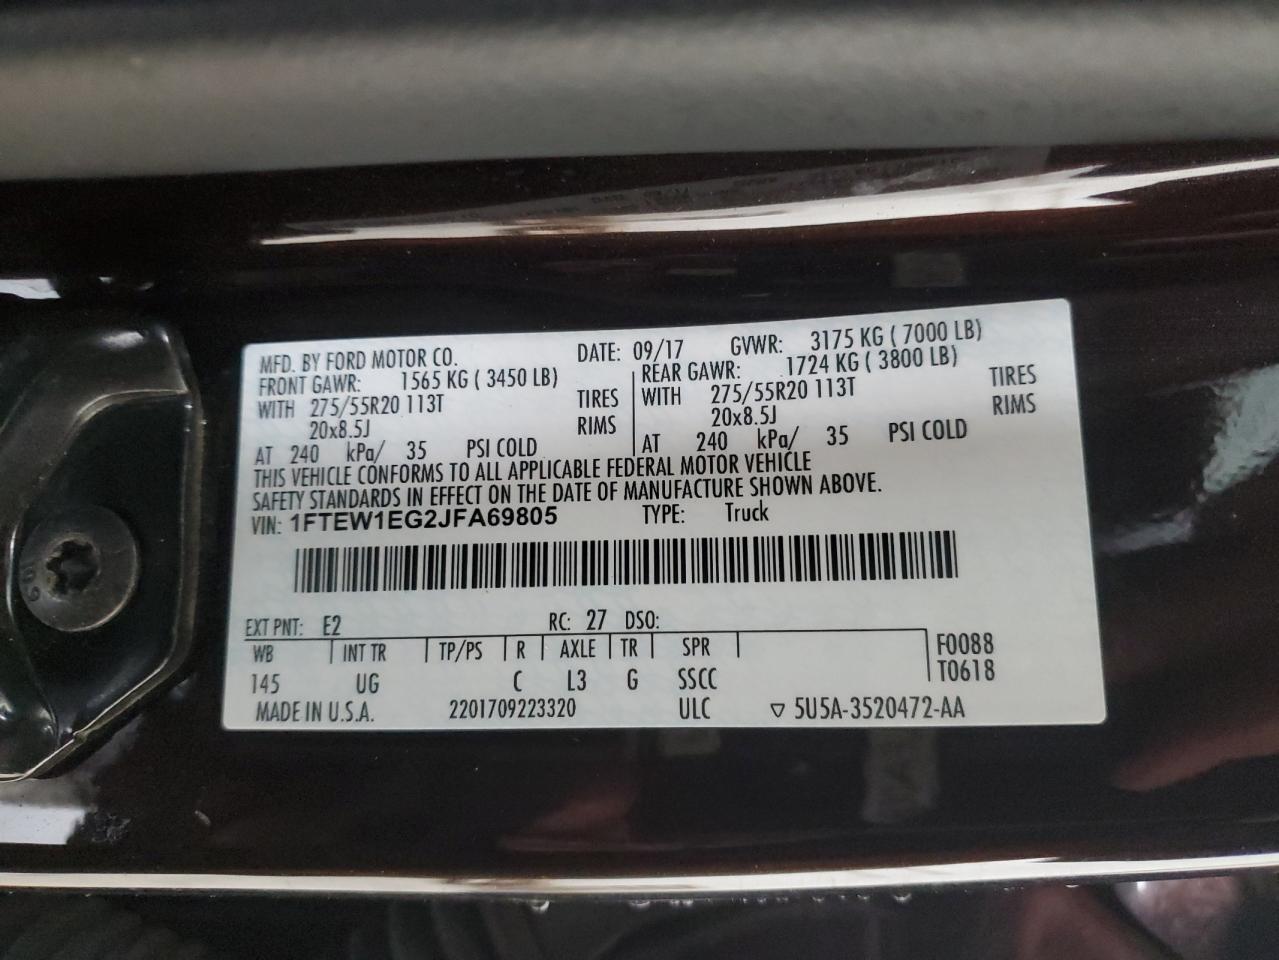 MFD. BY FORD MOTOR CO. DATE: 09/17 GVWR: 3175 KG ( 7000 LB)
FRONT GAWR: 1565 KG ( 3450 LB) REAR GAWR: 1724 KG ( 3800 LB)
WITH 275/55R20 113T TIRES WITH 275/55R20 113T TIRES
20x8.5J RIMS 20x8.5J RIMS
AT 240 kPa/ 35 PSI COLD AT 240 kPa/ 35 PSI COLD
THIS VEHICLE CONFORMS TO ALL APPLICABLE FEDERAL MOTOR VEHICLE
SAFETY STANDARDS IN EFFECT ON THE DATE OF MANUFACTURE SHOWN ABOVE.
VIN: 1FTEW1EG2JFA69805 TYPE: Truck
EXT PNT: E2 RC: 27 DSO:
WB INT TR TP/PS R AXLE TR SPR F0088
145 UG C L3 G SSCC T0618
MADE IN U.S.A. 2201709223320 ULC ▽ 5U5A-3520472-AA